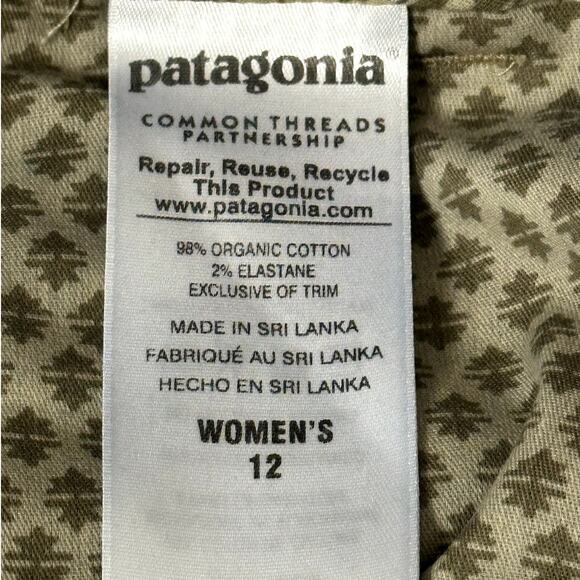 patagonia®
COMMON THREADS
PARTNERSHIP
Repair, Reuse, Recycle
This Product
www.patagonia.com
98% ORGANIC COTTON
2% ELASTANE
EXCLUSIVE OF TRIM
MADE IN SRI LANKA
FABRIQUÉ AU SRI LANKA
HECHO EN SRI LANKA
WOMEN'S
12